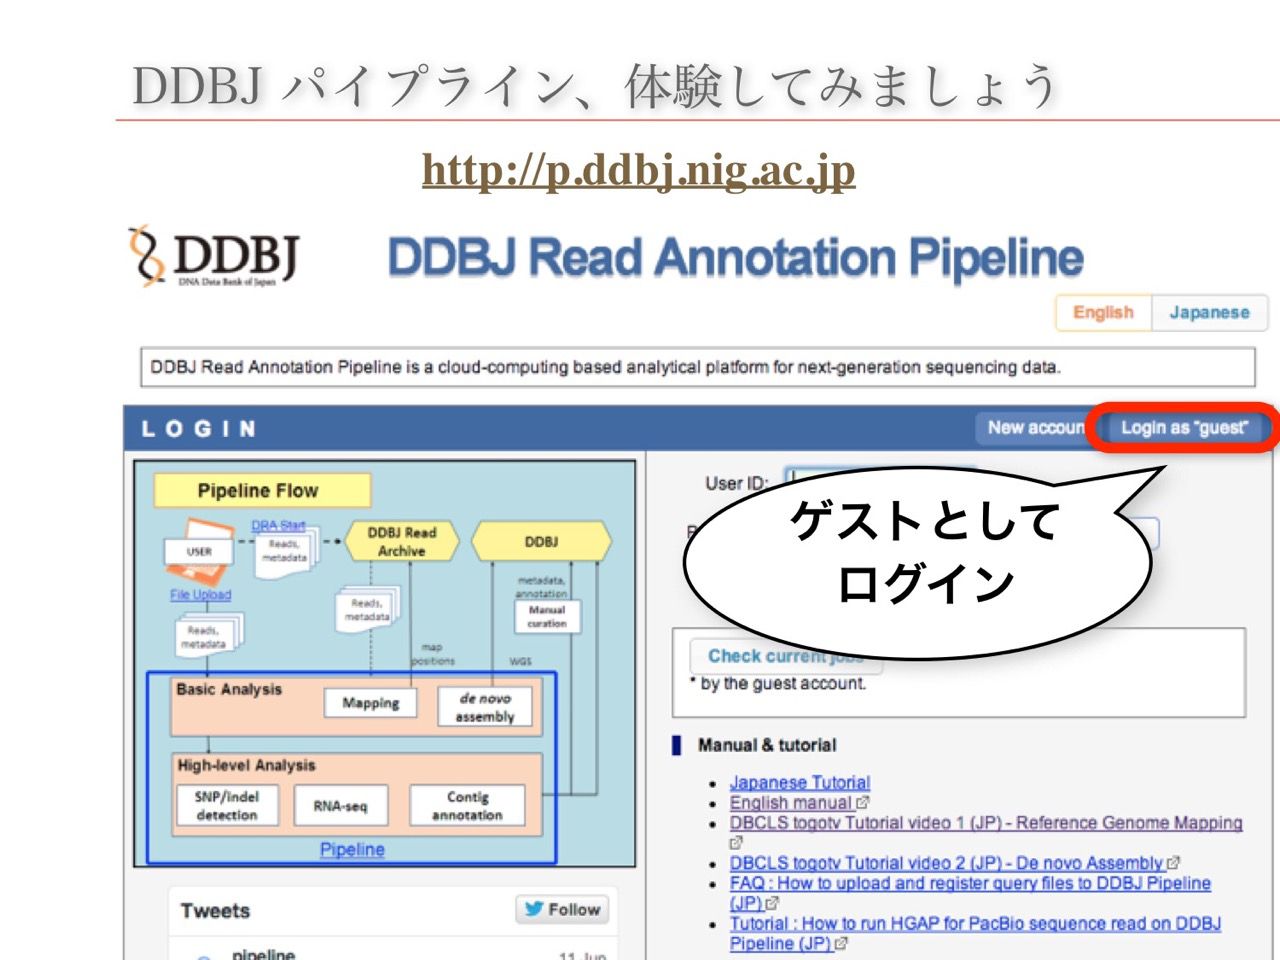 DDBJ パイプライン、体験してみましょう
http://p.ddbj.nig.ac.jp
DDBJ
DNA Data Bank of Japan
DDBJ Read Annotation Pipeline
English
Japanese
DDBJ Read Annotation Pipeline is a cloud-computing based analytical platform for next-generation sequencing data.
LOGIN
New accoun
Login as "guest"
Pipeline Flow
USER
DRA Start
Reads,
metadata
DDBJ Read
Archive
DDBJ
File Upload
Reads,
metadata
Reads,
metadata
metadata,
annotation
Manual
curation
map
positions
WGS
Basic Analysis
Mapping
de novo
assembly
High-level Analysis
SNP/indel
detection
RNA-seq
Contig
annotation
Pipeline
Tweets
Follow
pipeline
11 Jun
User ID:
ゲストとして
ログイン
Check current jobs
* by the guest account.
Manual & tutorial
Japanese Tutorial
English manual
DBCLS togotv Tutorial video 1 (JP) - Reference Genome Mapping
DBCLS togotv Tutorial video 2 (JP) - De novo Assembly
FAQ : How to upload and register query files to DDBJ Pipeline
(JP)
Tutorial : How to run HGAP for PacBio sequence read on DDBJ
Pipeline (JP)